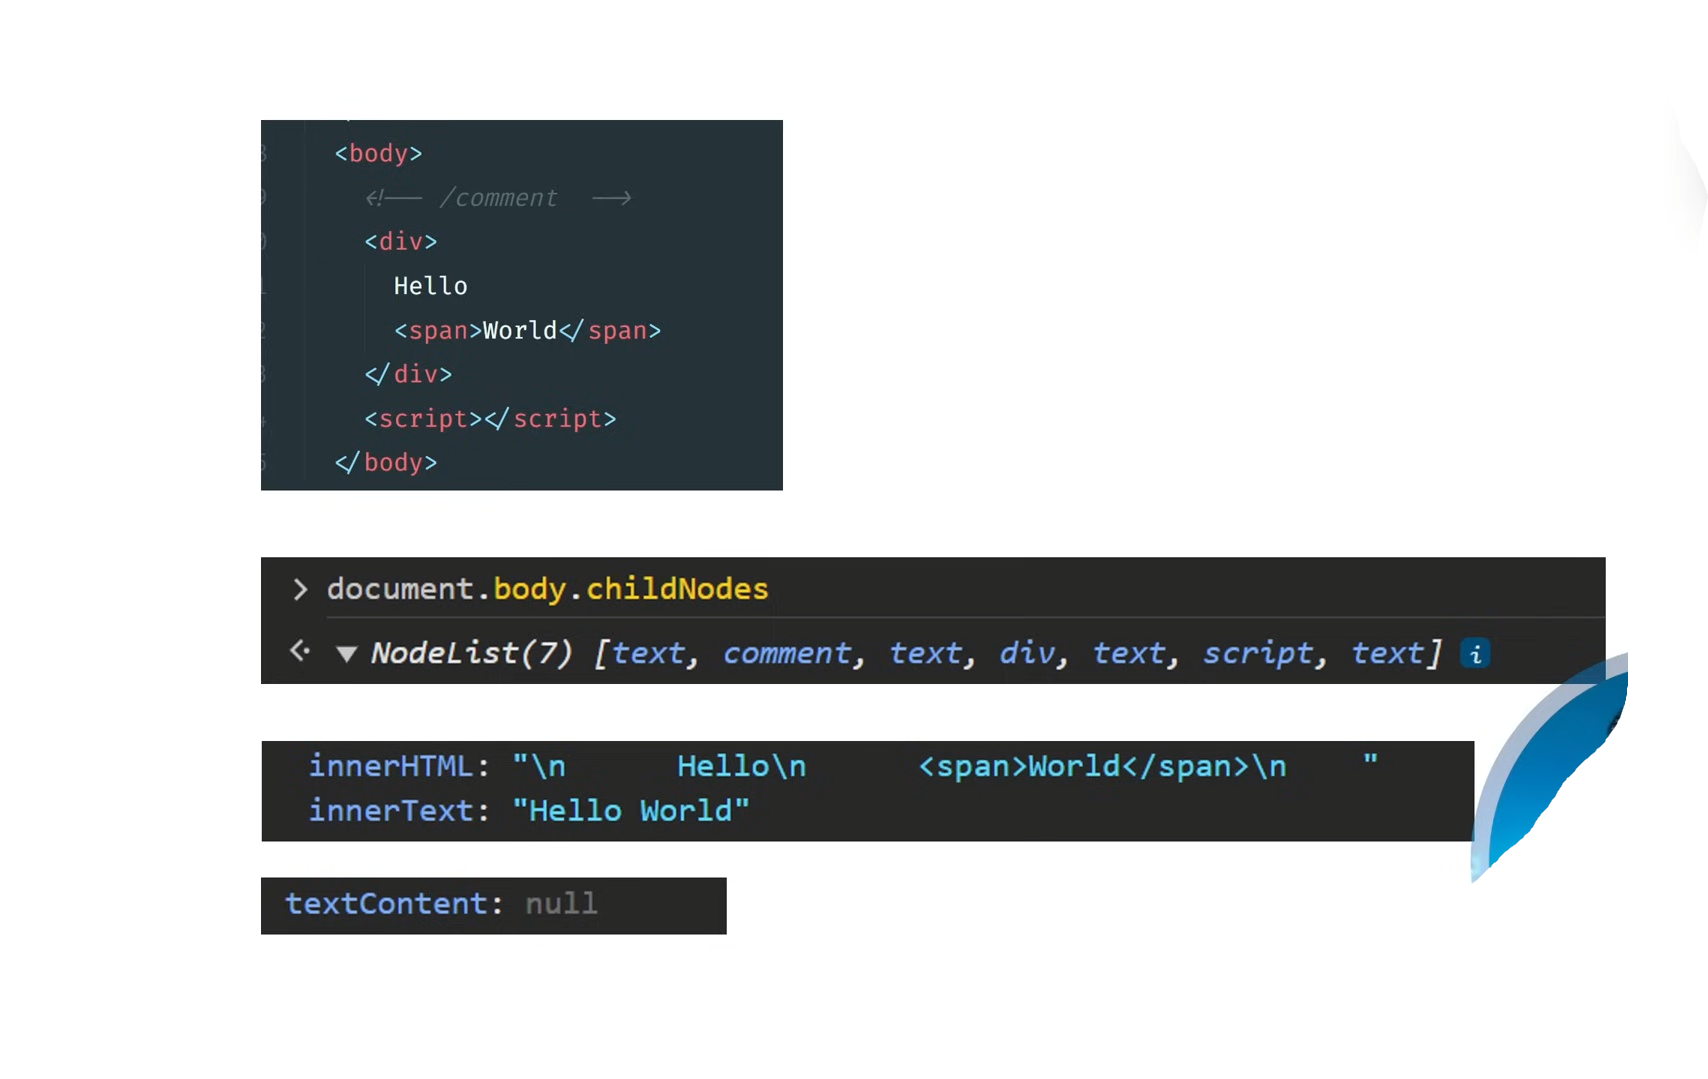 <body>
<!-- /comment -->
<div>
Hello
<span>World</span>
</div>
<script></script>
</body>
> document.body.childNodes
NodeList(7) [text, comment, text, div, text, script, text] i
innerHTML: "\n      Hello\n      <span>World</span>\n    "
innerText: "Hello World"
textContent: null